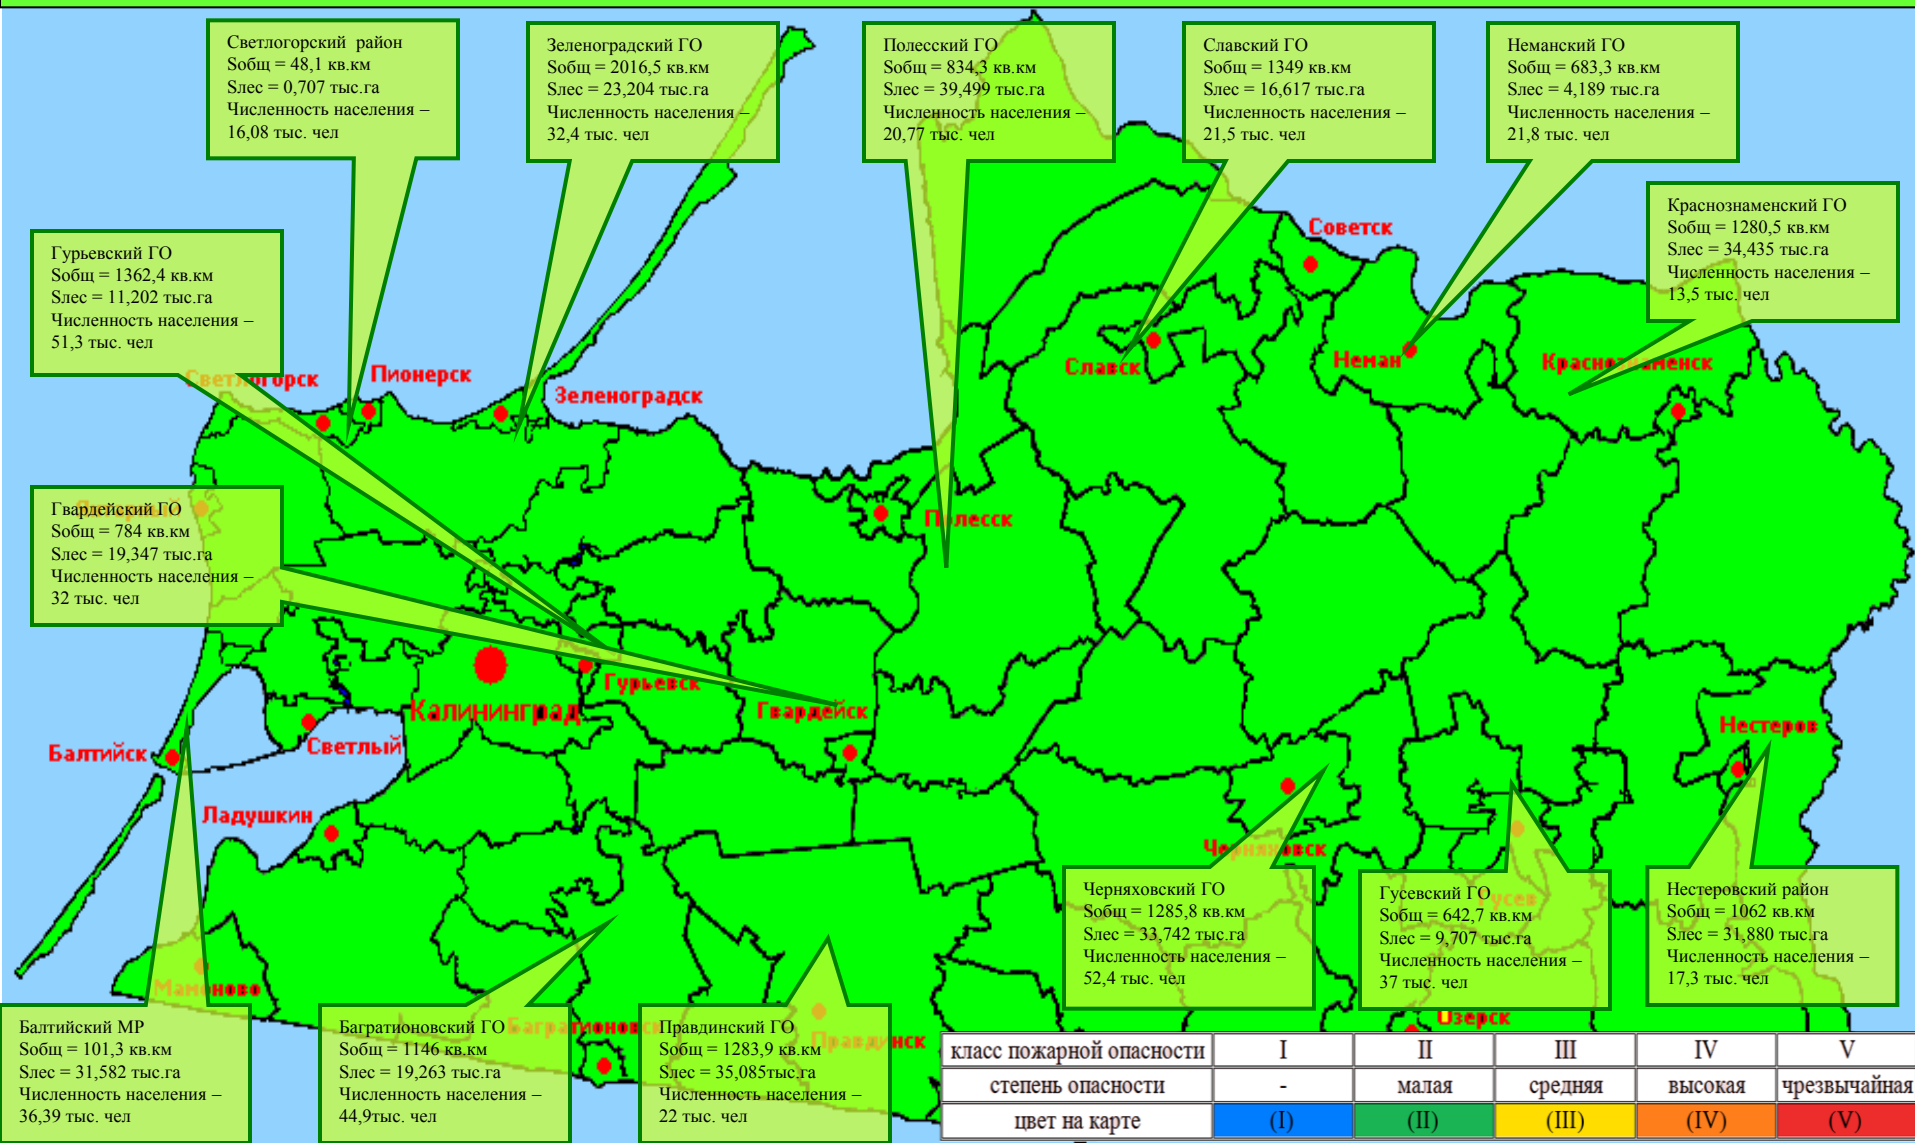 Светлогорский район
Sобщ = 48,1 кв.км
Sлес = 0,707 тыс.га
Численность населения –
16,08 тыс. чел
Зеленоградский ГО
Sобщ = 2016,5 кв.км
Sлес = 23,204 тыс.га
Численность населения –
32,4 тыс. чел
Полесский ГО
Sобщ = 834,3 кв.км
Sлес = 39,499 тыс.га
Численность населения –
20,77 тыс. чел
Славский ГО
Sобщ = 1349 кв.км
Sлес = 16,617 тыс.га
Численность населения –
21,5 тыс. чел
Неманский ГО
Sобщ = 683,3 кв.км
Sлес = 4,189 тыс.га
Численность населения –
21,8 тыс. чел
Краснознаменский ГО
Sобщ = 1280,5 кв.км
Sлес = 34,435 тыс.га
Численность населения –
13,5 тыс. чел
Гурьевский ГО
Sобщ = 1362,4 кв.км
Sлес = 11,202 тыс.га
Численность населения –
51,3 тыс. чел
Советск
Светлогорск
Пионерск
Зеленоградск
Славск
Неман
Краснознаменск
Гвардейский ГО
Sобщ = 784 кв.км
Sлес = 19,347 тыс.га
Численность населения –
32 тыс. чел
Полесск
Гурьевск
Калининград
Гвардейск
Нестеров
Балтийск
Светлый
Ладушкин
Черняховск
Гусев
Мамоново
Багратионовск
Правдинск
Озерск
Черняховский ГО
Sобщ = 1285,8 кв.км
Sлес = 33,742 тыс.га
Численность населения –
52,4 тыс. чел
Гусевский ГО
Sобщ = 642,7 кв.км
Sлес = 9,707 тыс.га
Численность населения –
37 тыс. чел
Нестеровский район
Sобщ = 1062 кв.км
Sлес = 31,880 тыс.га
Численность населения –
17,3 тыс. чел
Балтийский МР
Sобщ = 101,3 кв.км
Sлес = 31,582 тыс.га
Численность населения –
36,39 тыс. чел
Багратионовский ГО
Sобщ = 1146 кв.км
Sлес = 19,263 тыс.га
Численность населения –
44,9тыс. чел
Правдинский ГО
Sобщ = 1283,9 кв.км
Sлес = 35,085тыс.га
Численность населения –
22 тыс. чел
класс пожарной опасности I II III IV V
степень опасности - малая средняя высокая чрезвычайная
цвет на карте (I) (II) (III) (IV) (V)